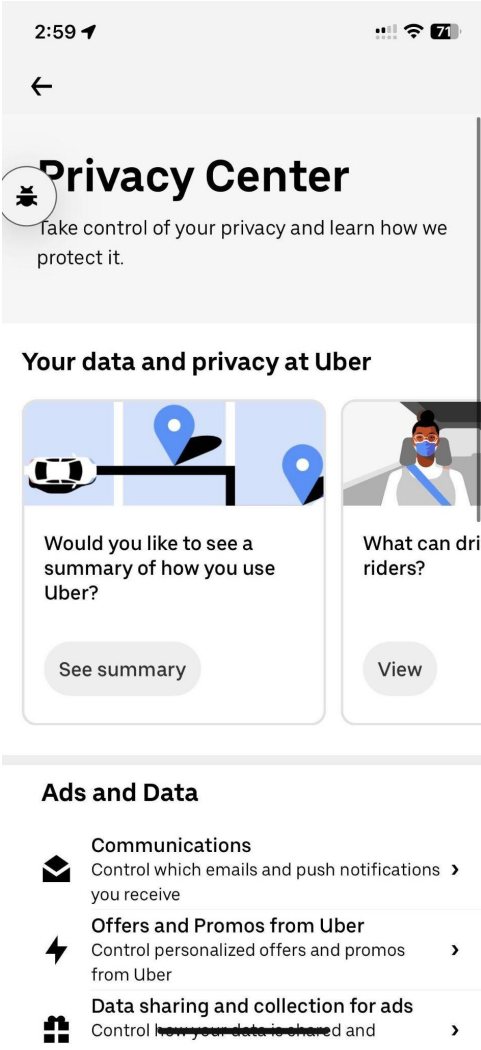 2:59
71
Privacy Center
Take control of your privacy and learn how we
protect it.
Your data and privacy at Uber
Would you like to see a
summary of how you use
Uber?
See summary
What can dri
riders?
View
Ads and Data
Communications
Control which emails and push notifications
you receive
Offers and Promos from Uber
Control personalized offers and promos
from Uber
Data sharing and collection for ads
Control how your data is shared and